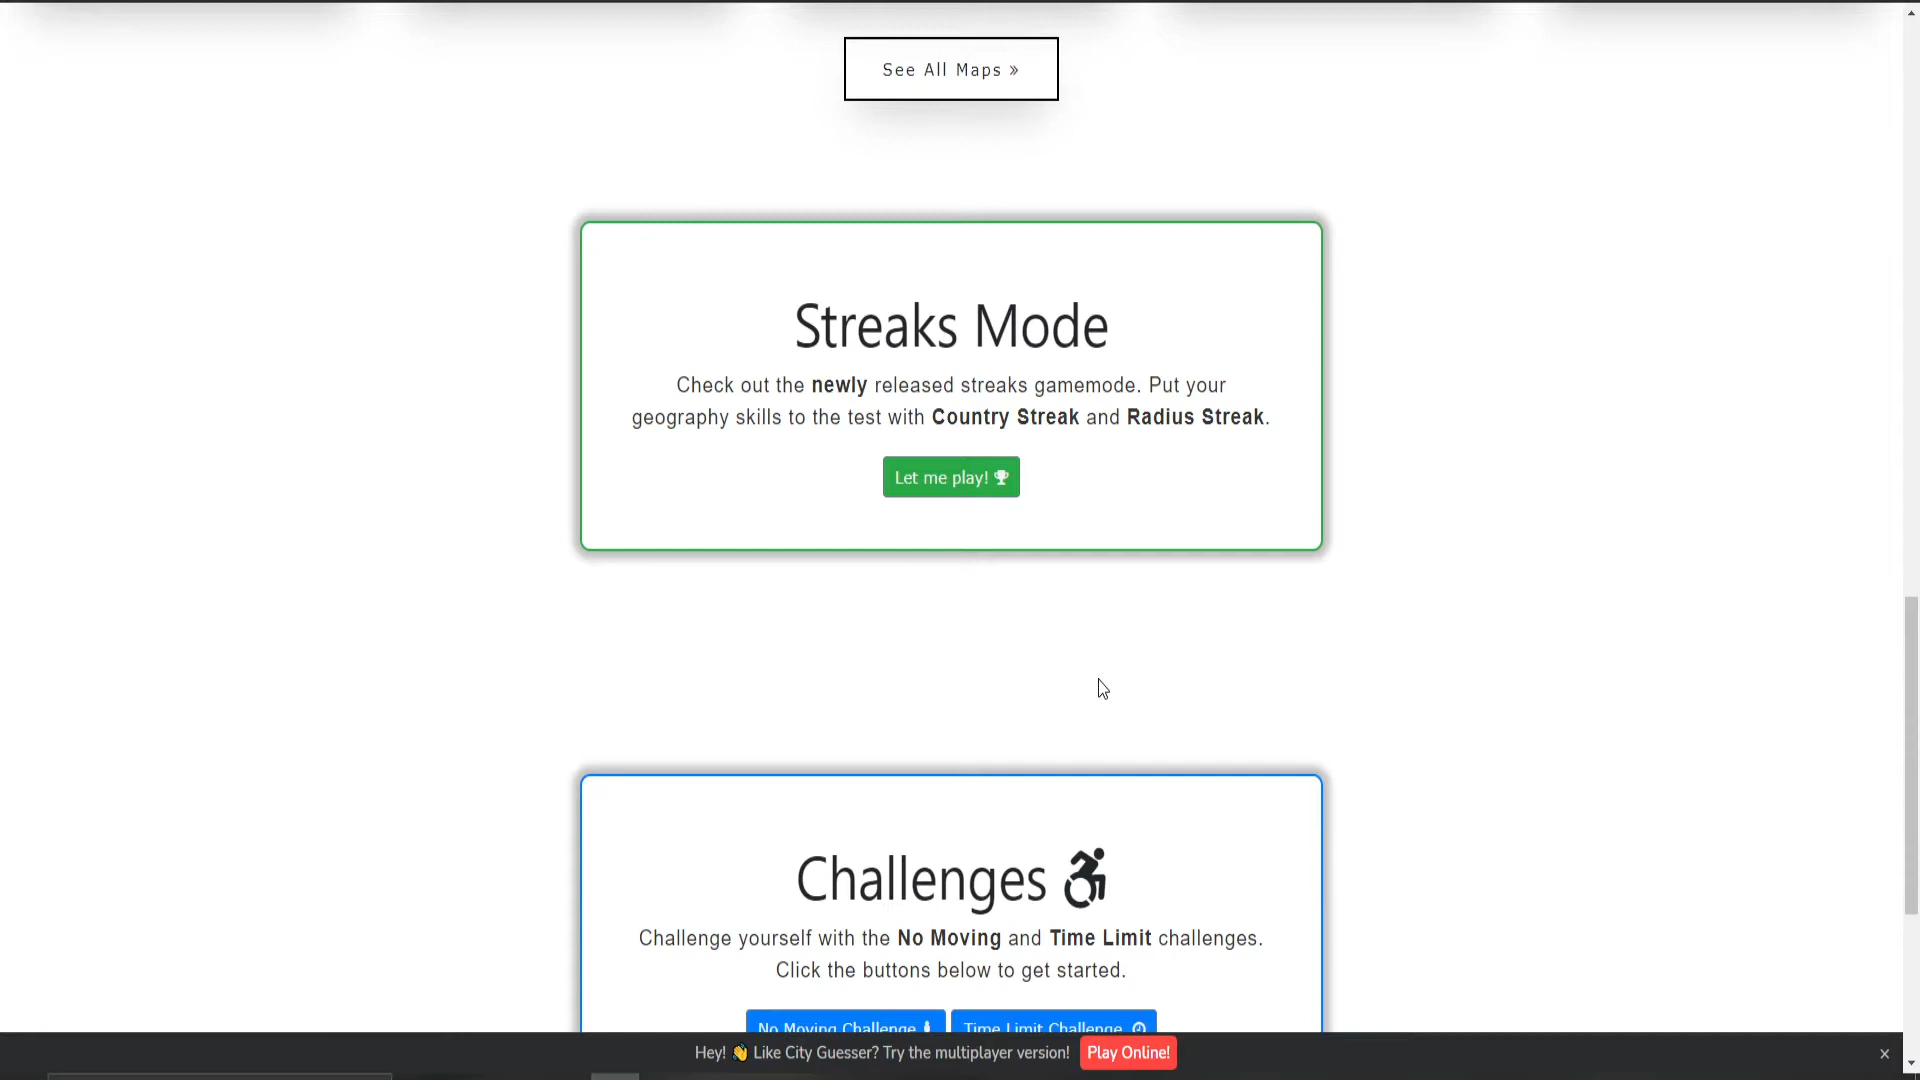 See All Maps »
Streaks Mode
Check out the newly released streaks gamemode. Put your
geography skills to the test with Country Streak and Radius Streak.
Let me play!
Challenges
Challenge yourself with the No Moving and Time Limit challenges.
Click the buttons below to get started.
No Moving Challenge
Time Limit Challenge
Hey! 👋 Like City Guesser? Try the multiplayer version! Play Online! ×